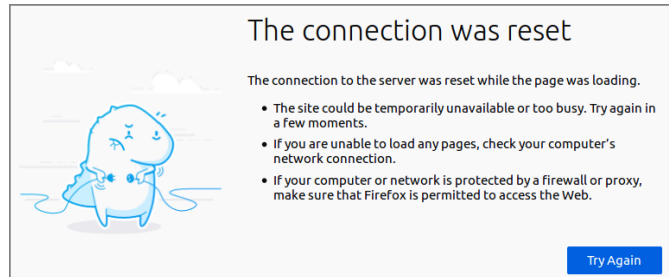 The connection was reset
The connection to the server was reset while the page was loading.
• The site could be temporarily unavailable or too busy. Try again in
a few moments.
• If you are unable to load any pages, check your computer's
network connection.
• If your computer or network is protected by a firewall or proxy,
make sure that Firefox is permitted to access the Web.
Try Again